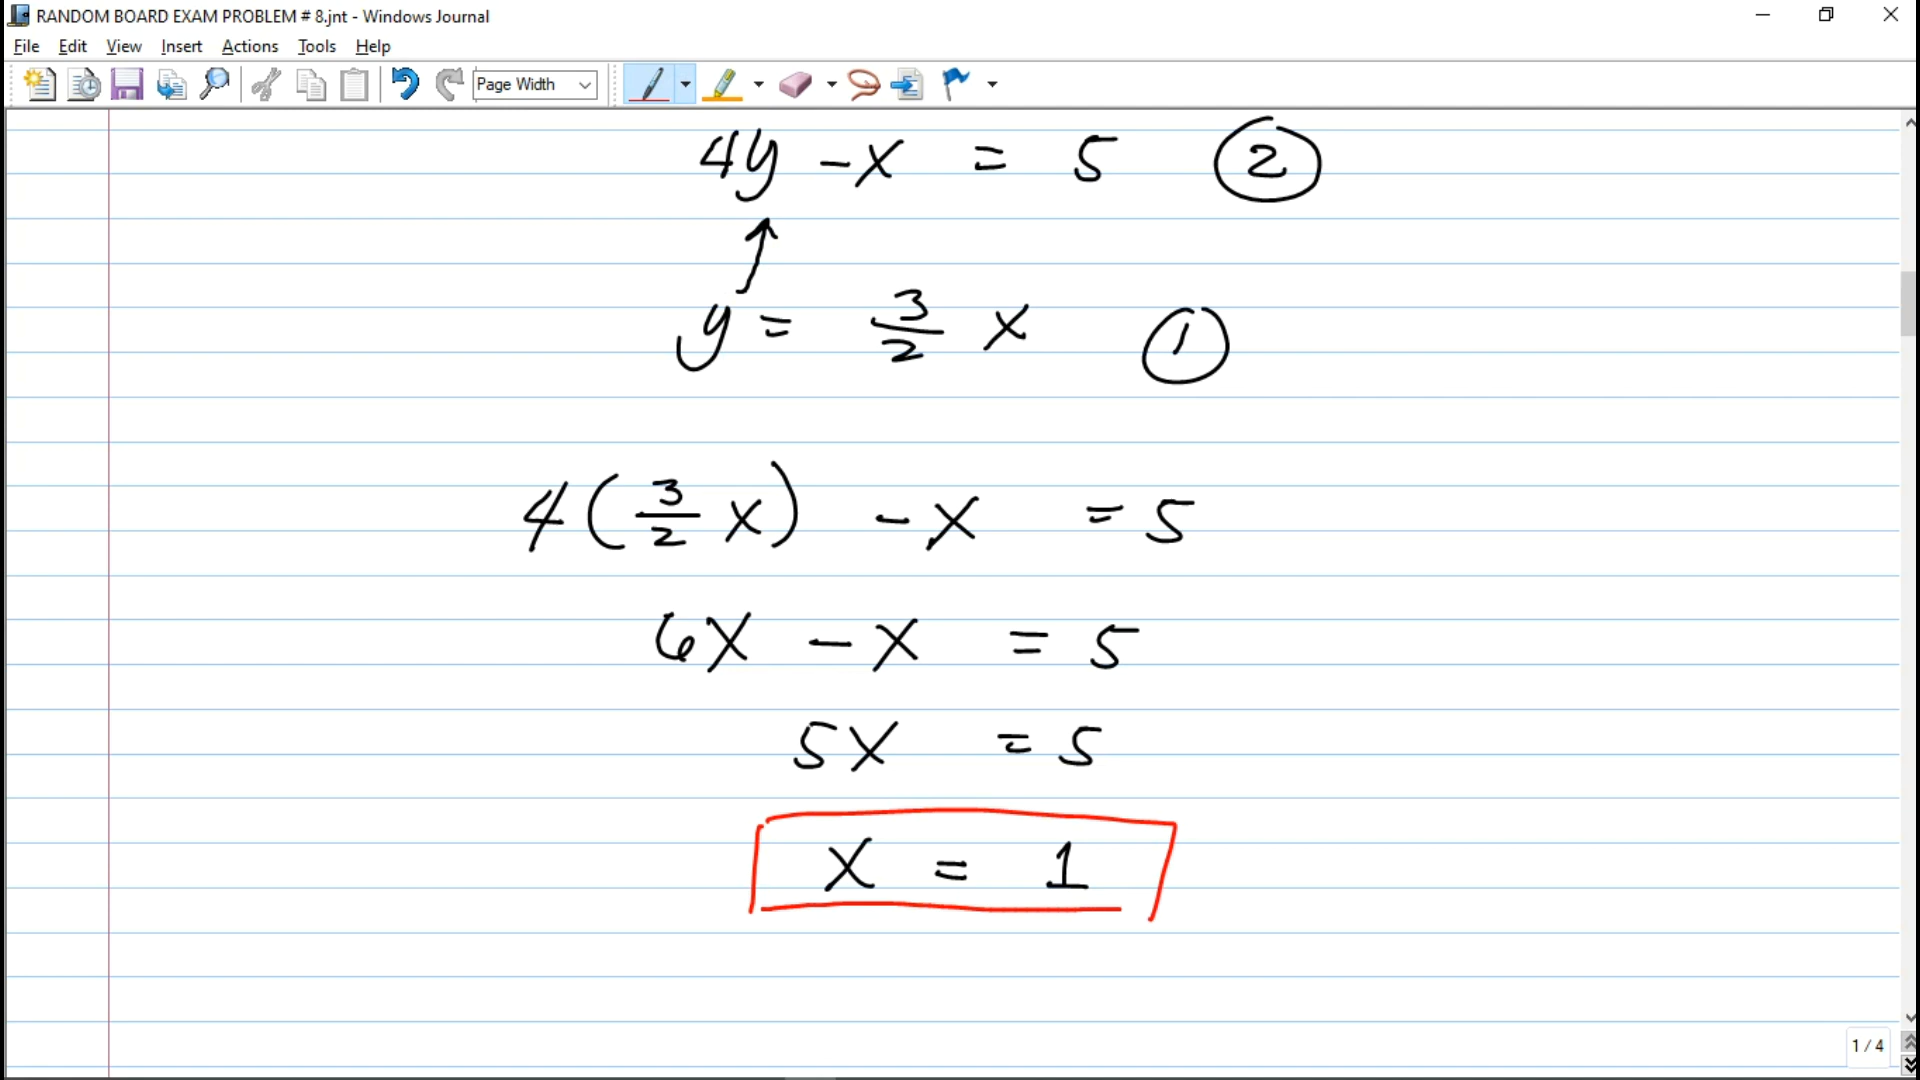 RANDOM BOARD EXAM PROBLEM # 8.jnt - Windows Journal
File Edit View Insert Actions Tools Help
Page Width
4y - x = 5 ②
y = 3/2 x ①
4(3/2 x) - x = 5
6x - x = 5
5x = 5
x = 1
1 / 4